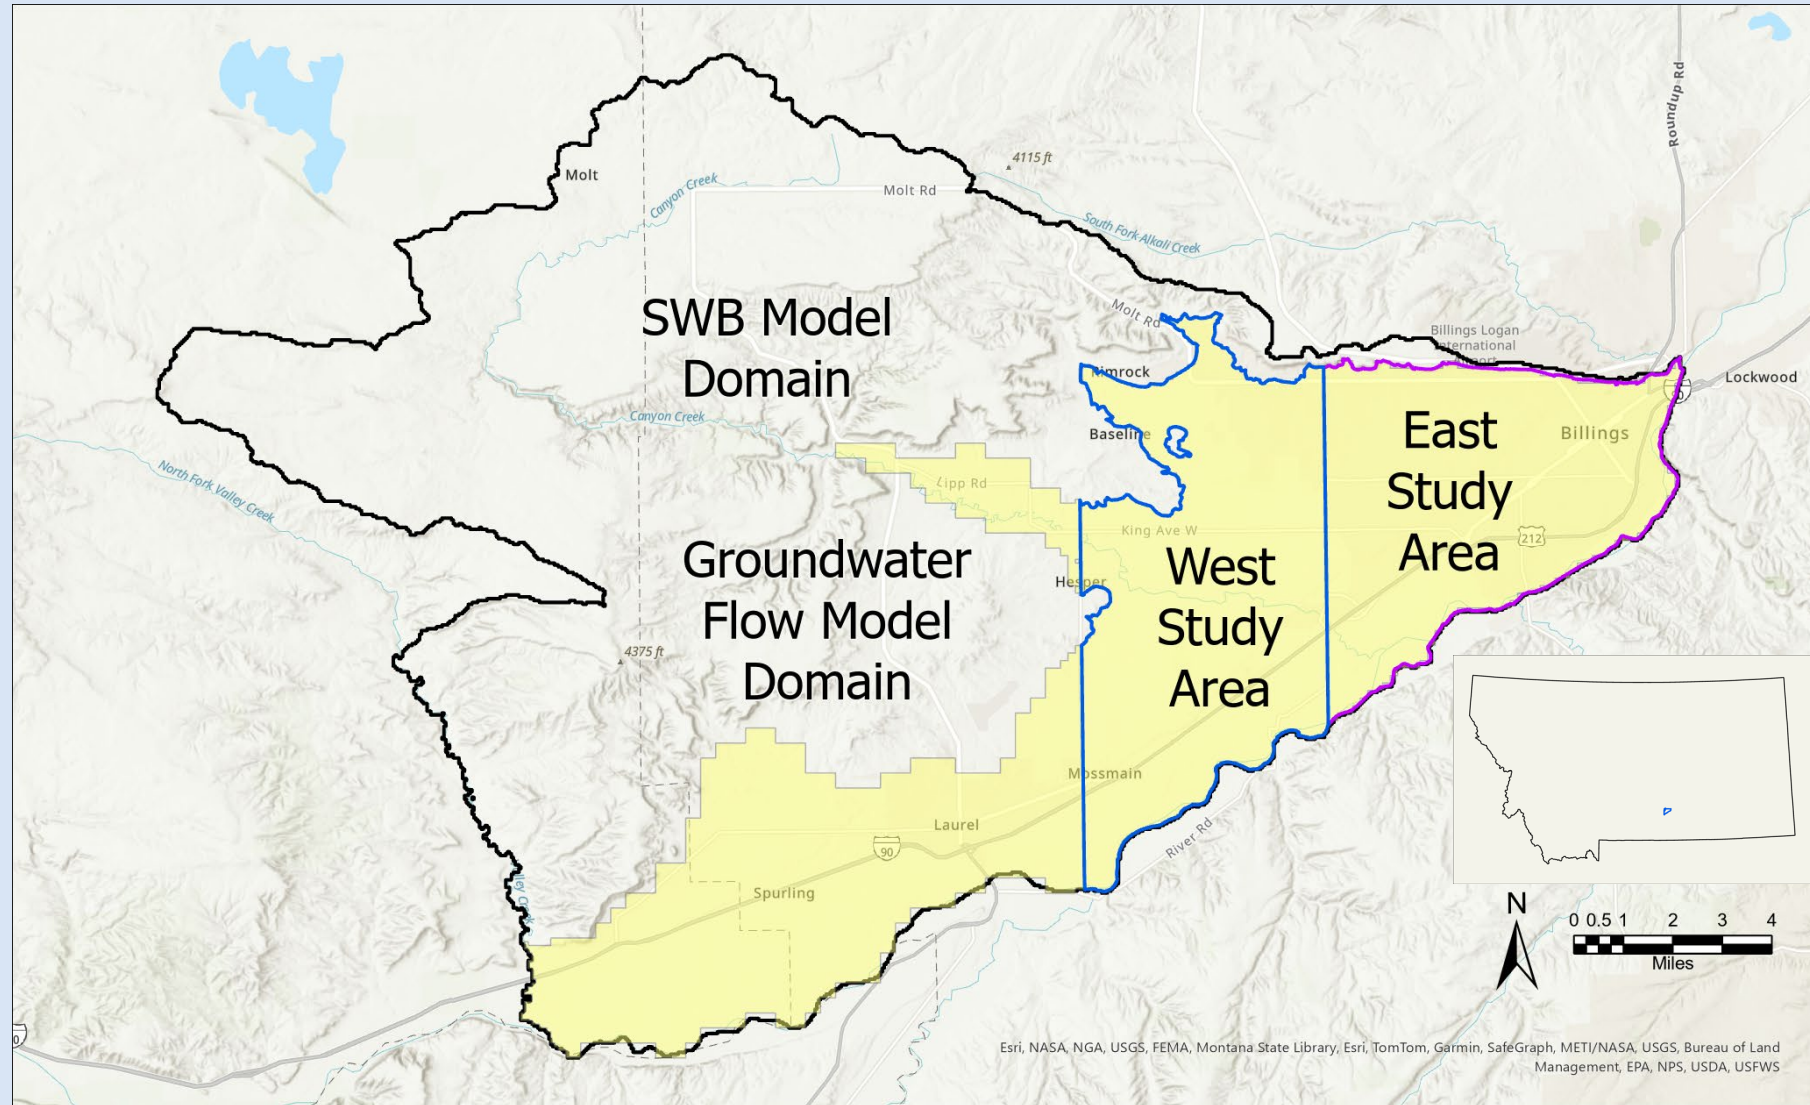 Roundup Rd
4115 ft
Molt
Canyon Creek
Molt Rd
South Fork Alkali Creek
SWB Model
Domain
Molt Rd
Billings Logan
International
Airport
Rimrock
Lockwood
Canyon Creek
Baseline
East
Study
Area
Billings
North Fork Valley Creek
Lipp Rd
King Ave W
212
Groundwater
Flow Model
Domain
Hesper
West
Study
Area
4375 ft
Mossmain
Laurel
90
River Rd
Spurling
N
0 0.5 1 2 3 4
Miles
Esri, NASA, NGA, USGS, FEMA, Montana State Library, Esri, TomTom, Garmin, SafeGraph, METI/NASA, USGS, Bureau of Land
Management, EPA, NPS, USDA, USFWS